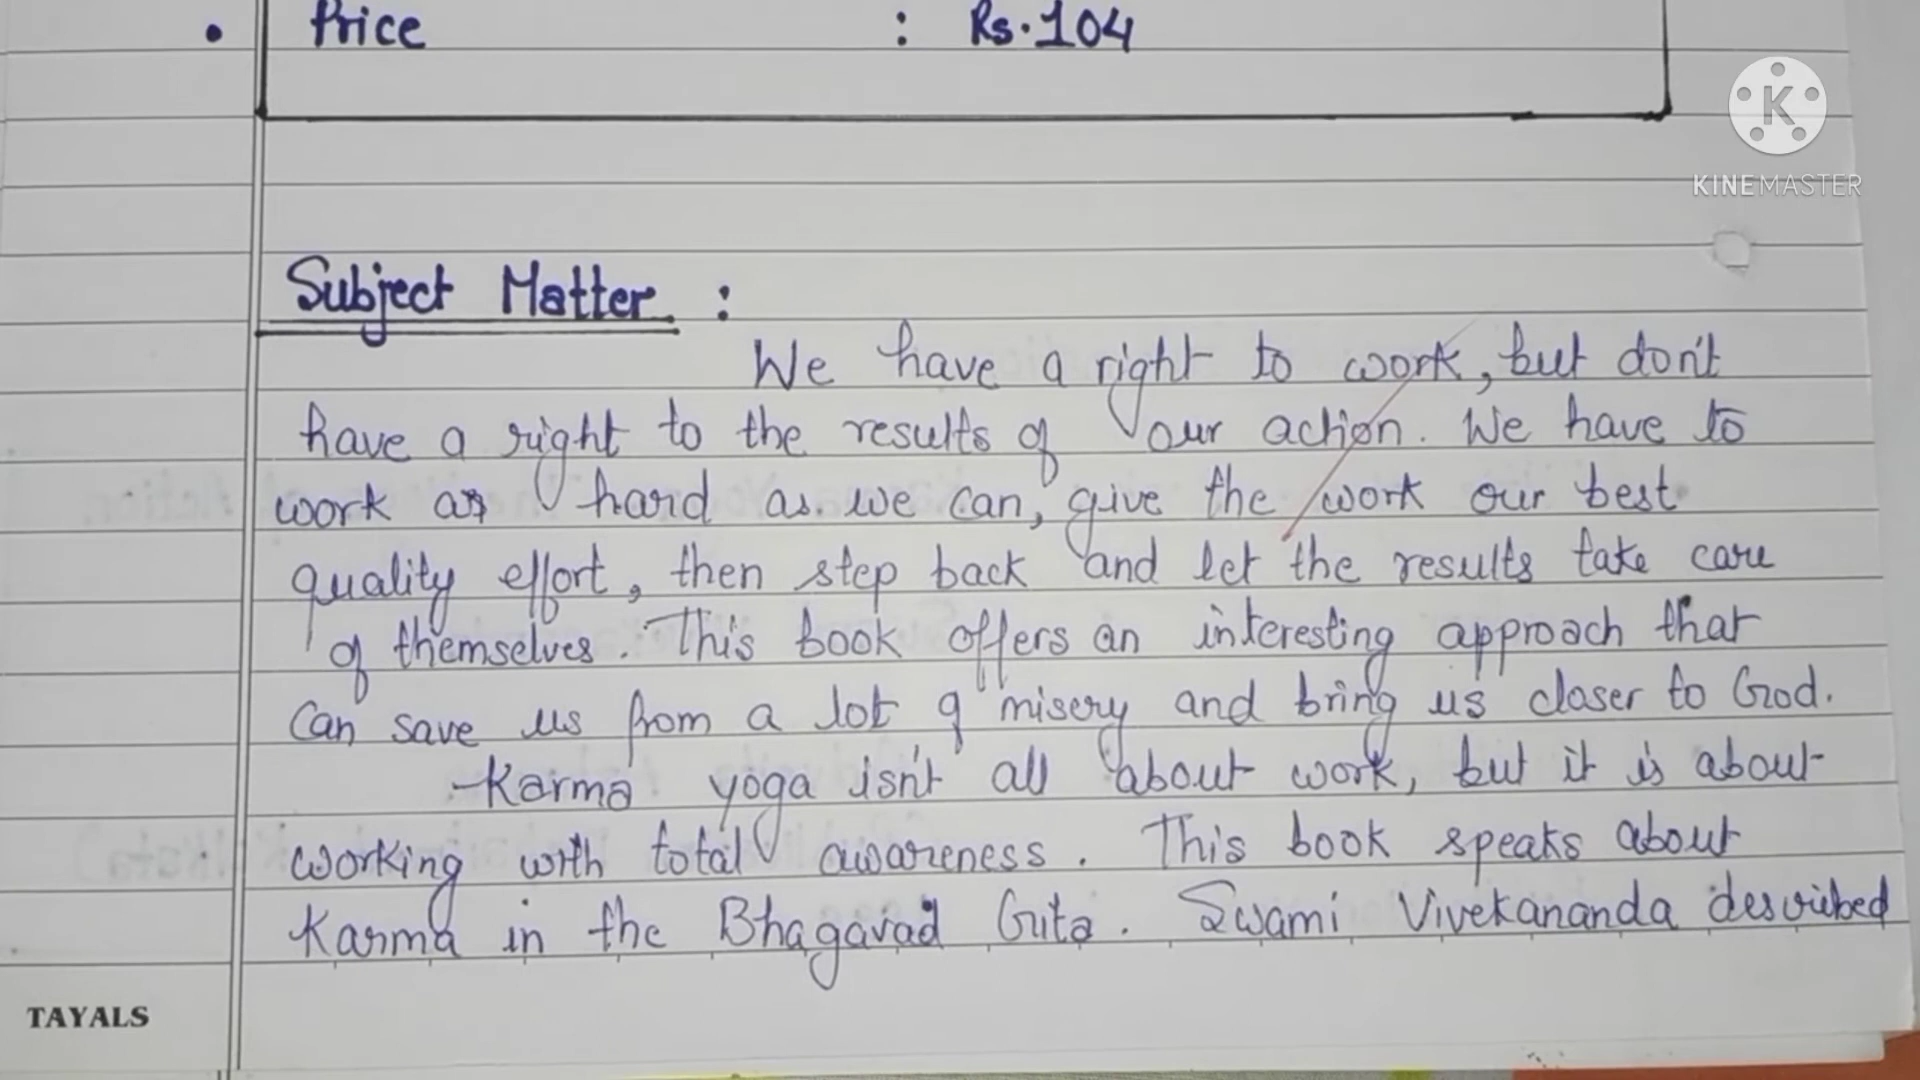 • Price : Rs. 104
KINEMASTER
Subject Matter :
We have a right to work, but don't
have a right to the results of our action. We have to
work as hard as we can, give the work our best
quality effort, then step back and let the results take care
of themselves. This book offers an interesting approach that
can save us from a lot of misery and bring us closer to God.
-Karma yoga isn't all about work, but it is about
working with total awareness. This book speaks about
Karma in the Bhagavad Gita. Swami Vivekananda described
TAYALS